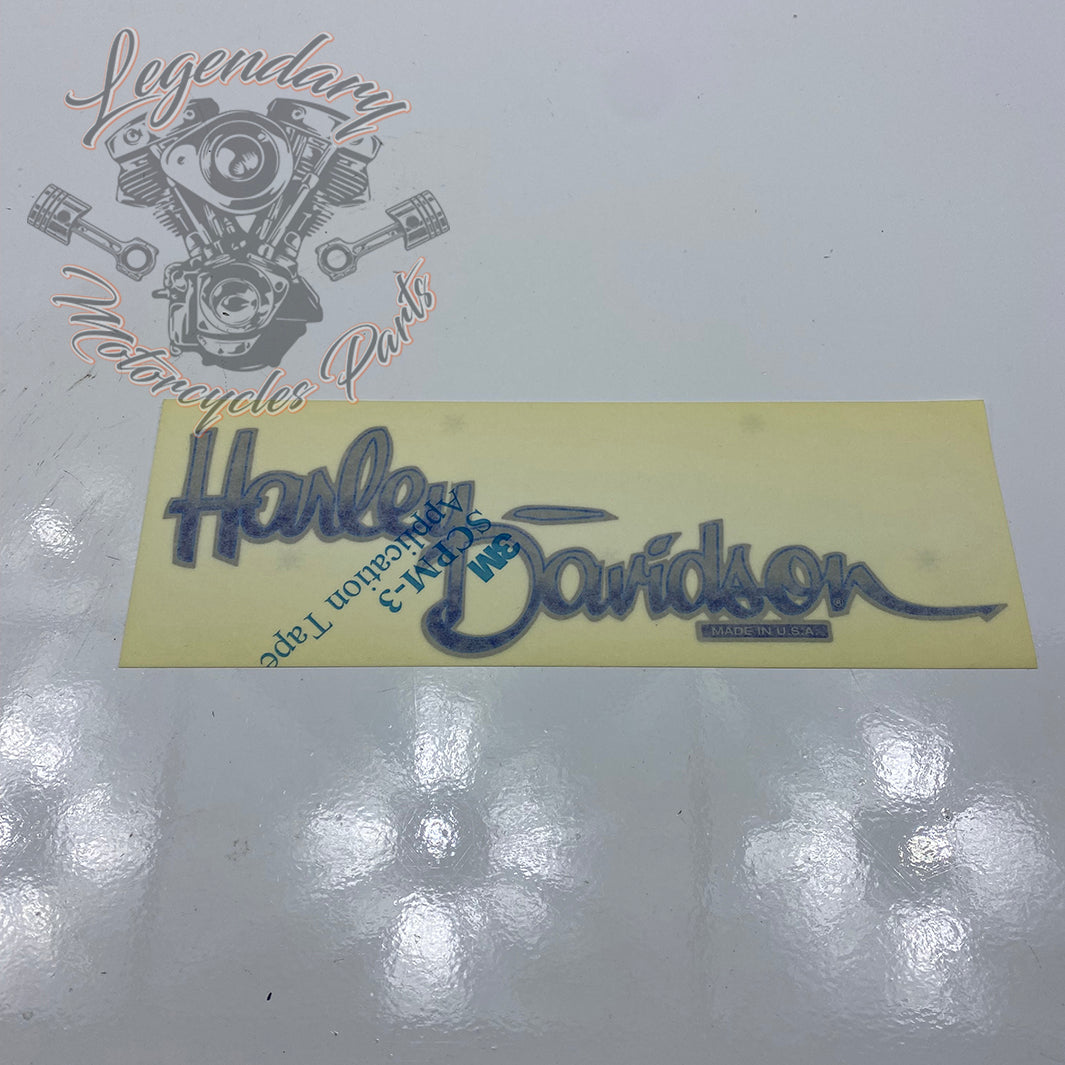 Legendary
Motorcycles Parts
Harley
Davidson
®
MADE IN U.S.A.
3M
SCPM-3
Application Tape